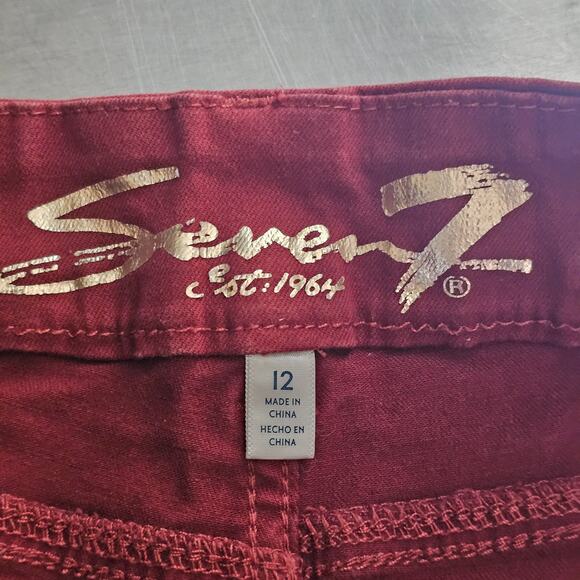 Seven7
est: 1964
®
12
MADE IN
CHINA
HECHO EN
CHINA